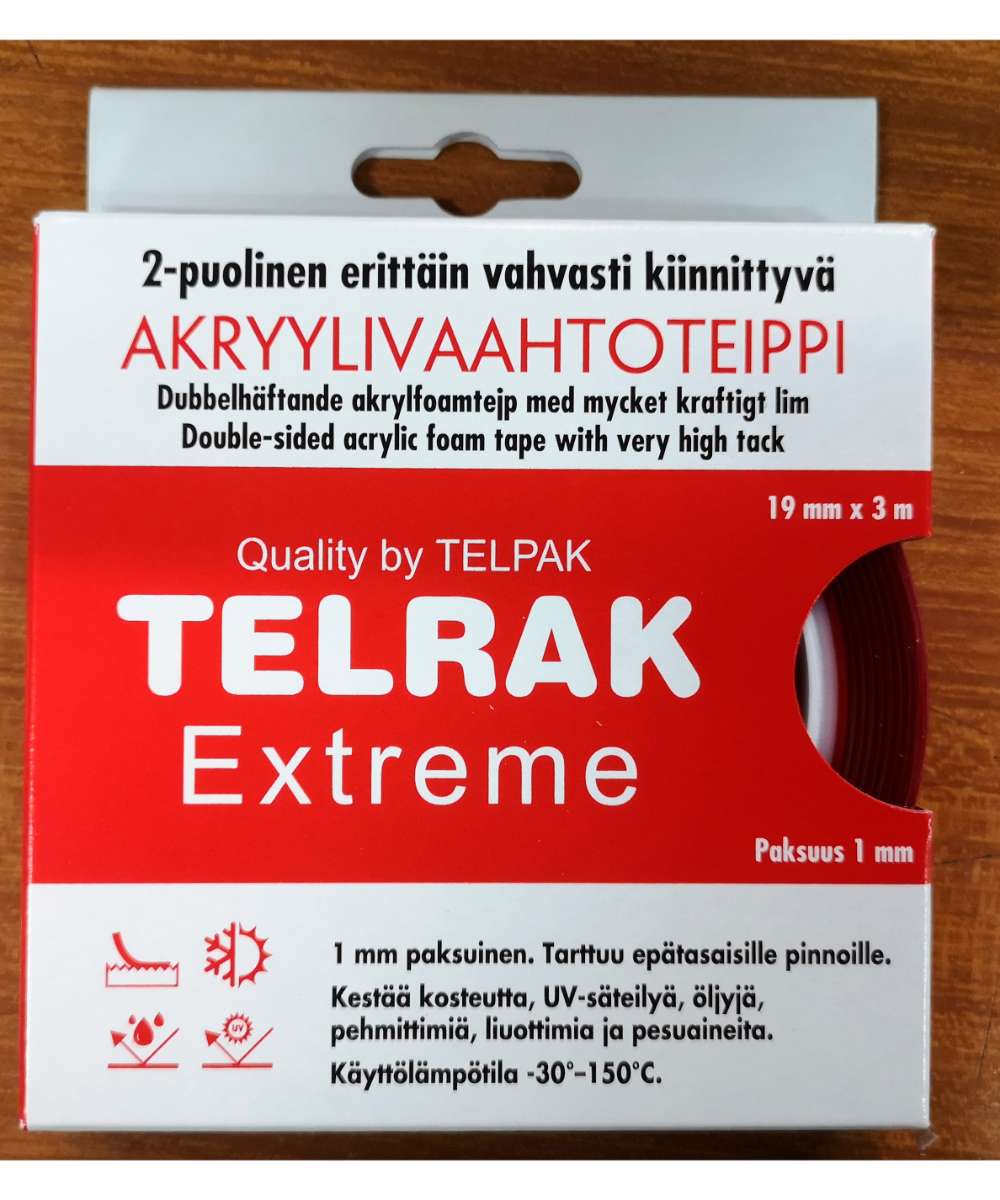 2-puolinen erittäin vahvasti kiinnittyvä
AKRYYLIVAAHTOTEIPPI
Dubbelhäftande akrylfoamtejp med mycket kraftigt lim
Double-sided acrylic foam tape with very high tack
19 mm x 3 m
Quality by TELPAK
TELRAK
Extreme
Paksuus 1 mm
1 mm paksuinen. Tarttuu epätasaisille pinnoille.
Kestää kosteutta, UV-säteilyä, öljyjä,
pehmittimiä, liuottimia ja pesuaineita.
Käyttölämpötila -30°–150°C.
UV